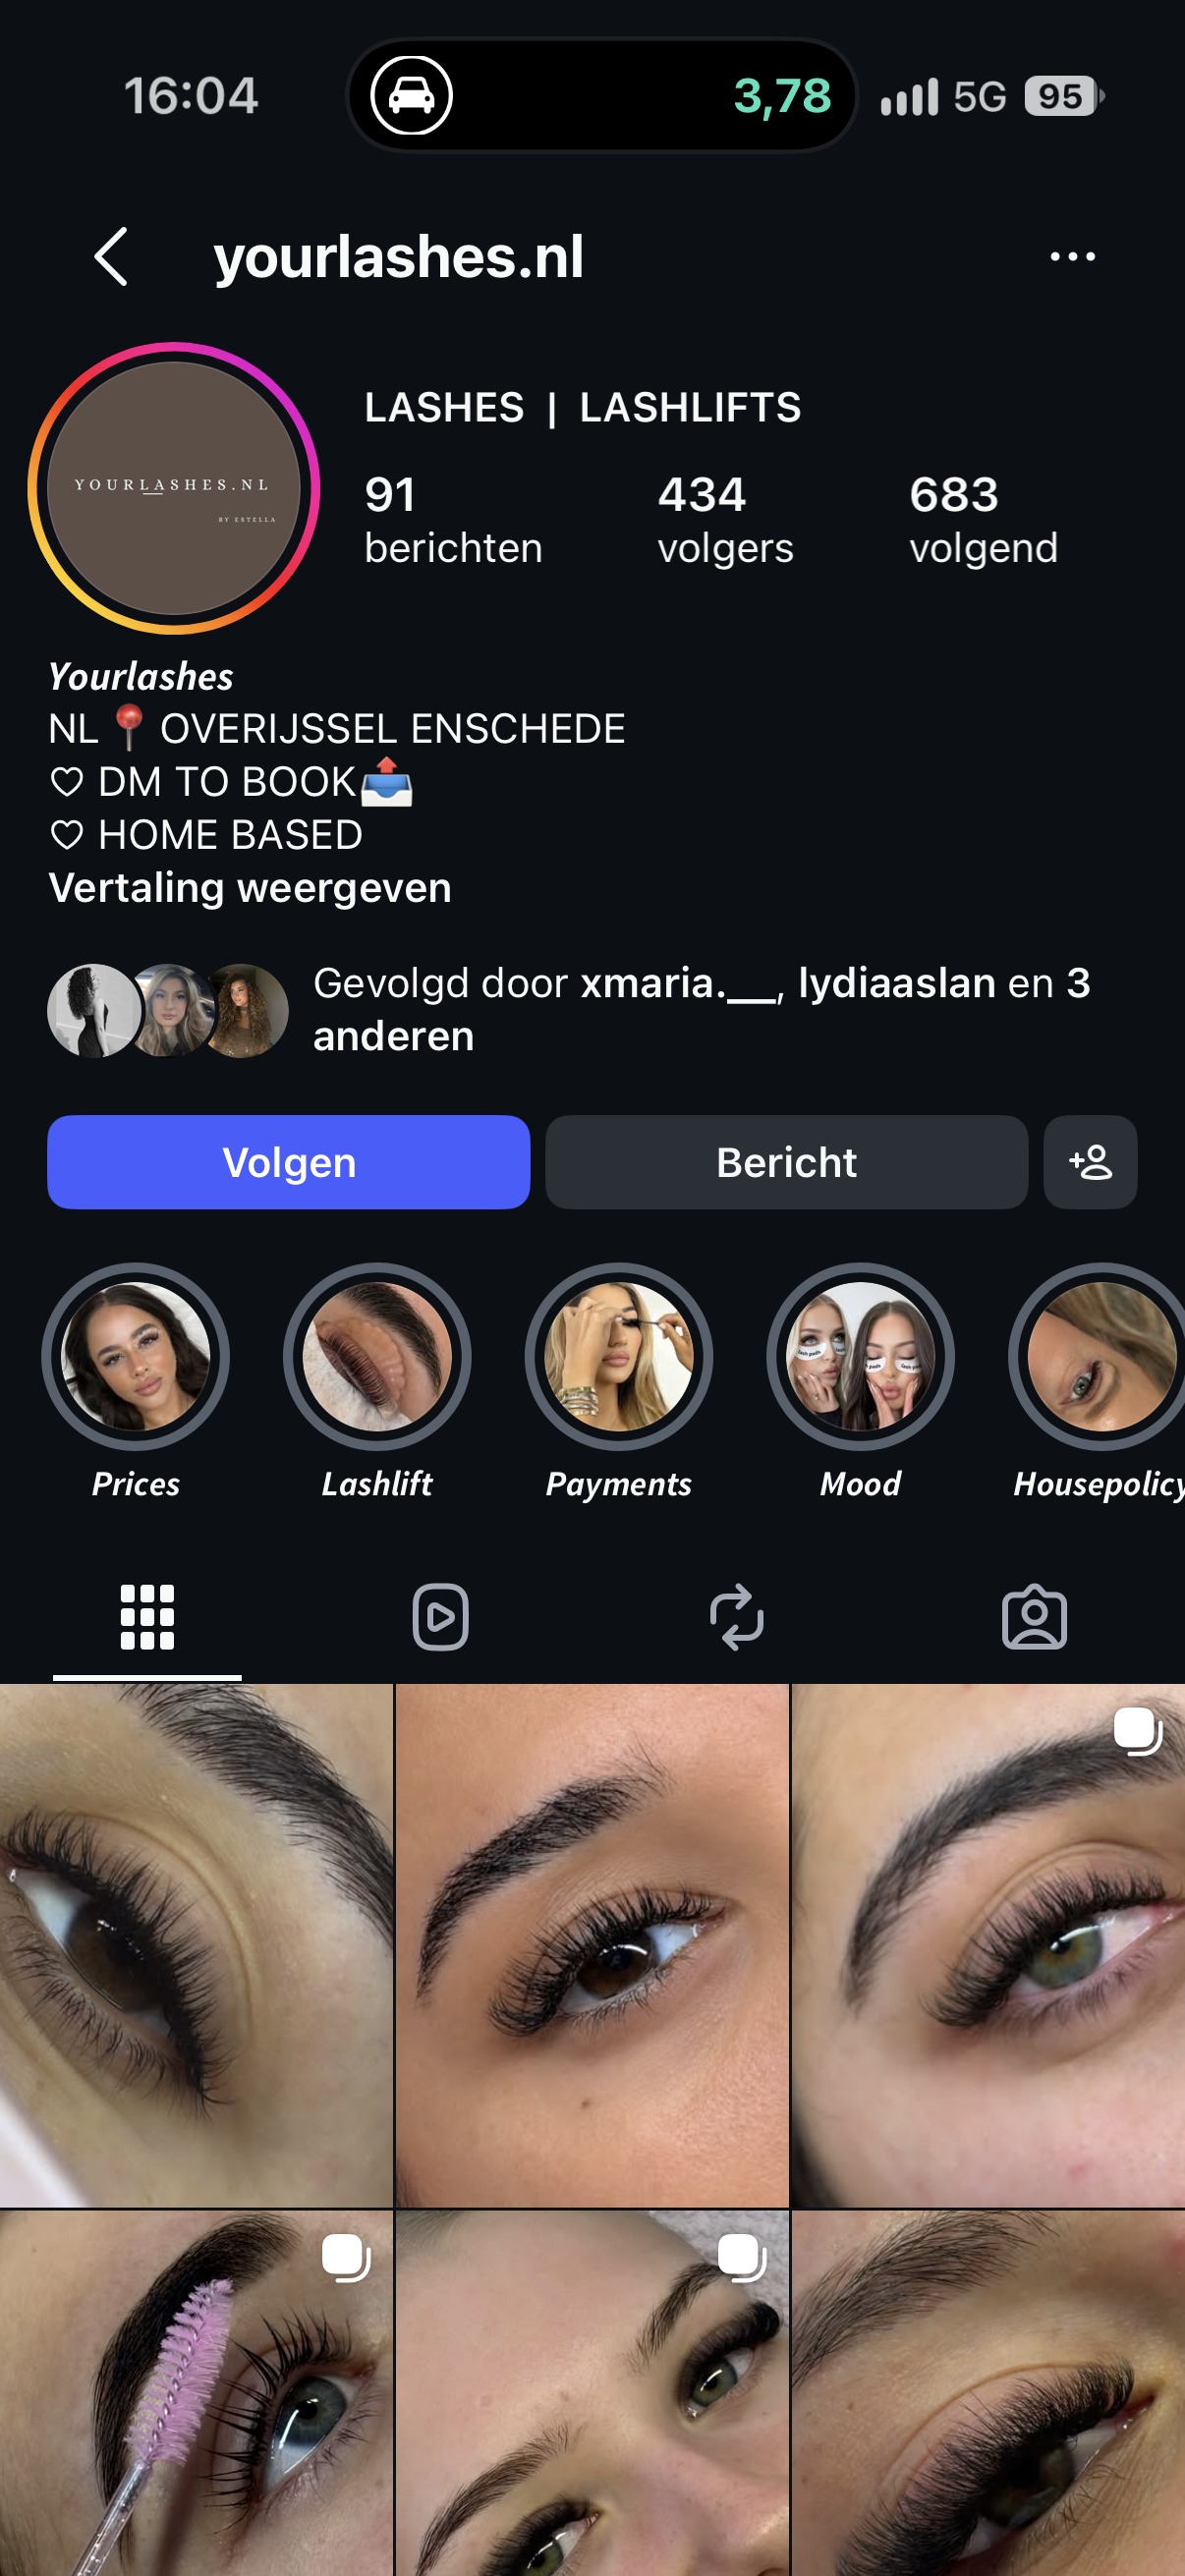 16:04
3,78
5G
95
yourlashes.nl
YOURLASHES.NL
BY ESTELLA
LASHES | LASHLIFTS
91
434
683
berichten
volgers
volgend
Yourlashes
NL📍 OVERIJSSEL ENSCHEDE
♡ DM TO BOOK📤
♡ HOME BASED
Vertaling weergeven
Gevolgd door xmaria.__, lydiaaslan en 3
anderen
Volgen
Bericht
Prices
Lashlift
Payments
Mood
Housepolicy